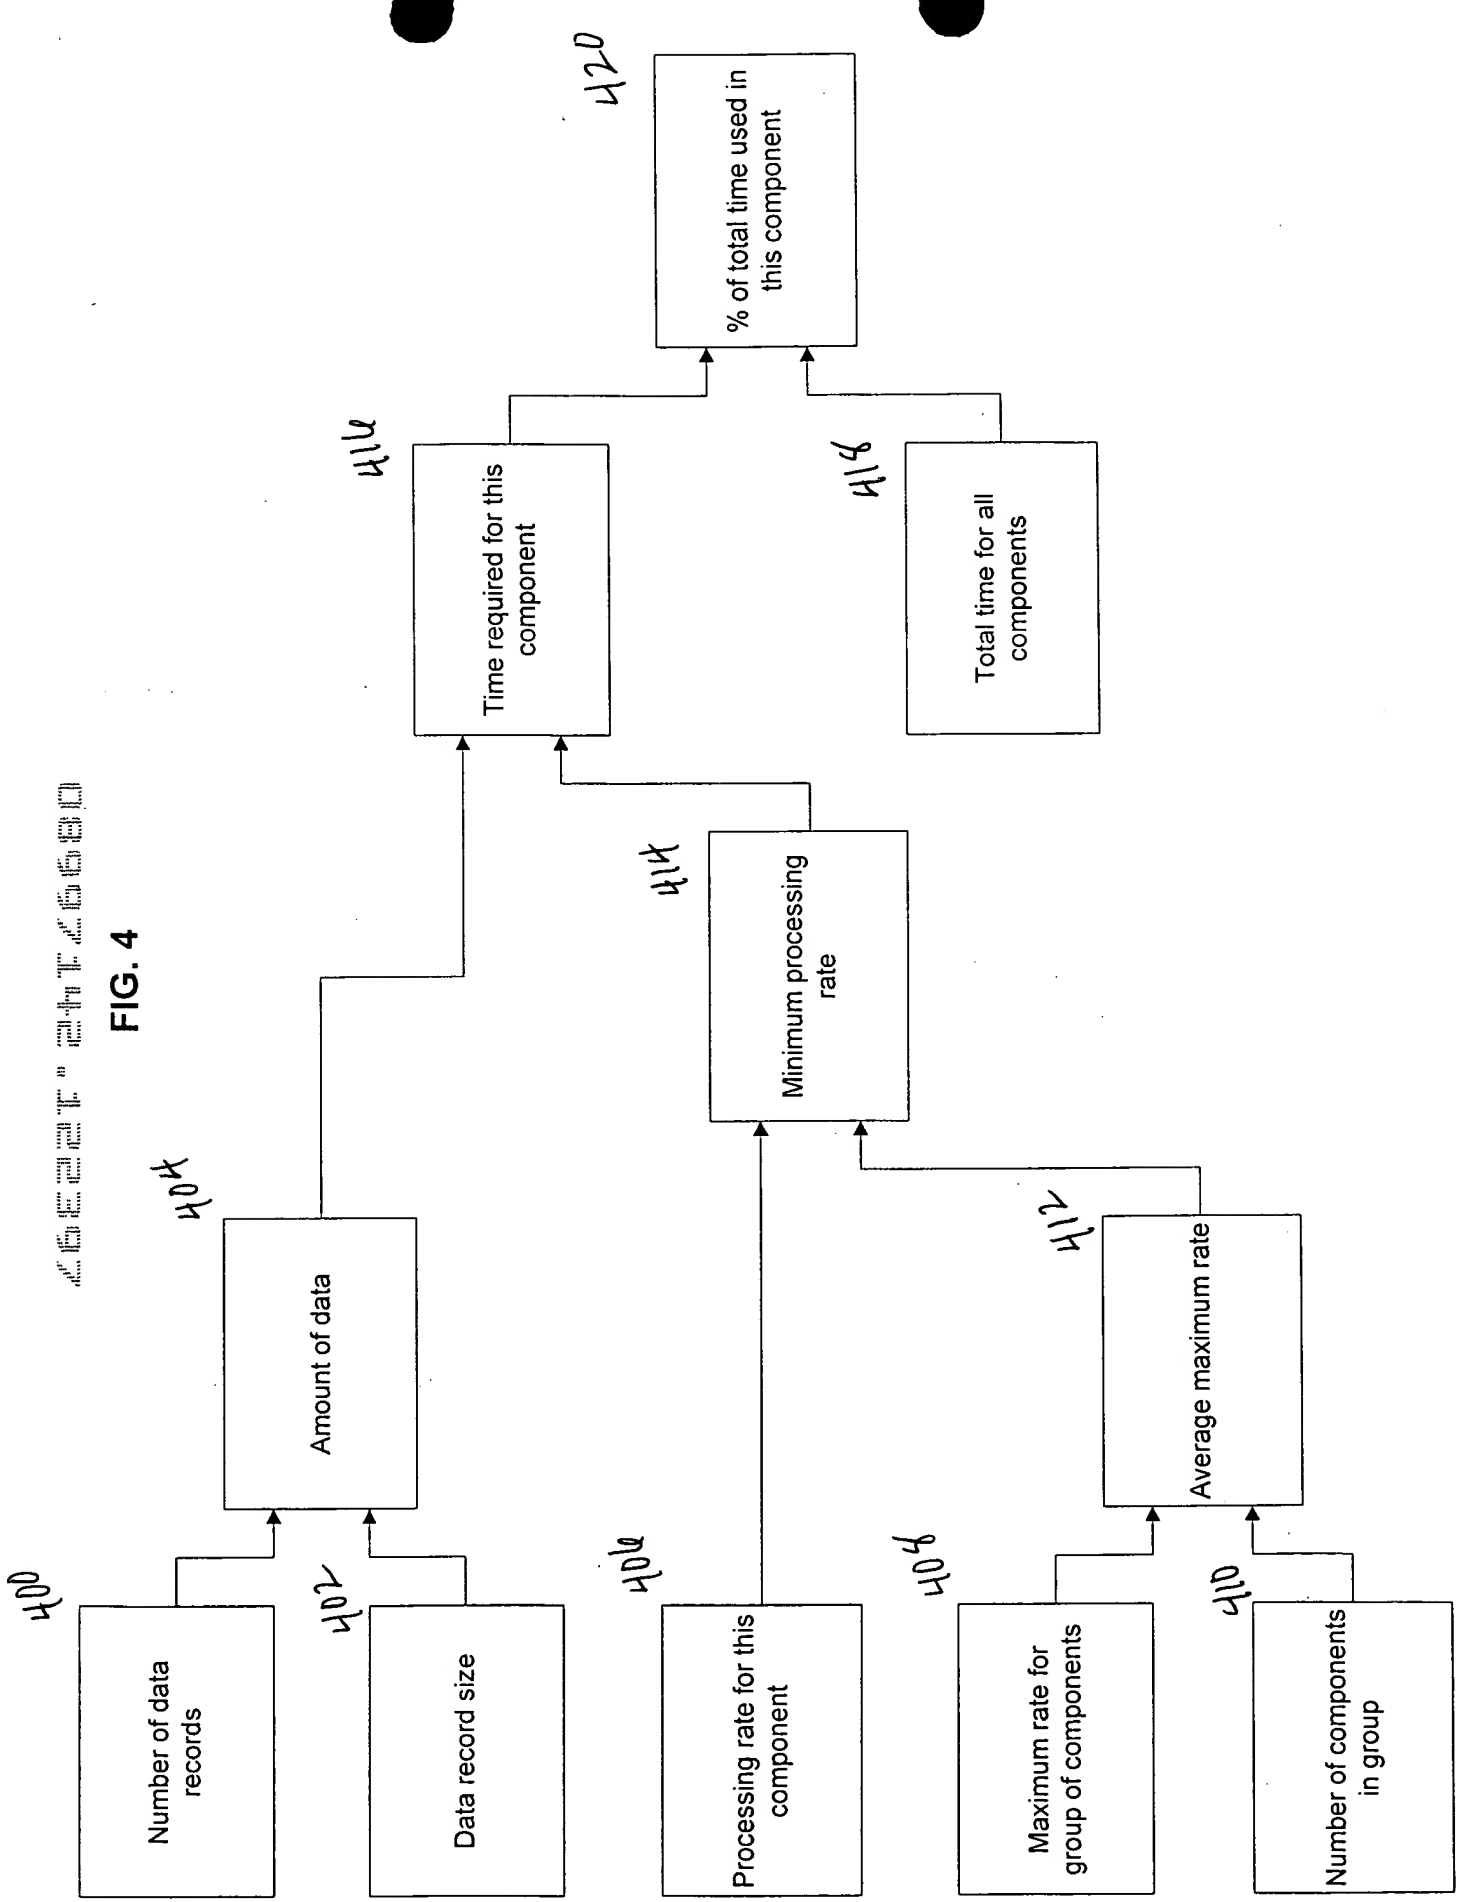 08997142.122397
FIG. 4
400
Number of data
records
402
Data record size
404
Amount of data
406
Processing rate for this
component
408
Maximum rate for
group of components
410
Number of components
in group
412
Average maximum rate
414
Minimum processing
rate
416
Time required for this
component
418
Total time for all
components
420
% of total time used in
this component